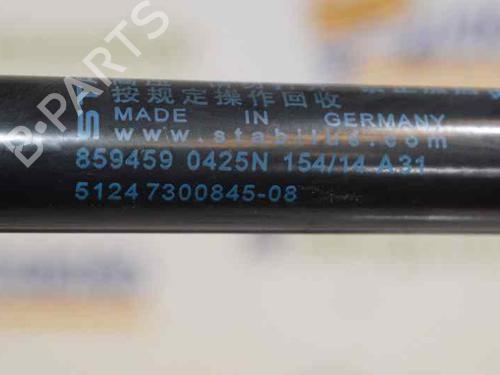 按规定操作回收
MADE IN GERMANY
www.stabilus.com
859459 0425N 154/14 A31
51247300845-08
B-PARTS